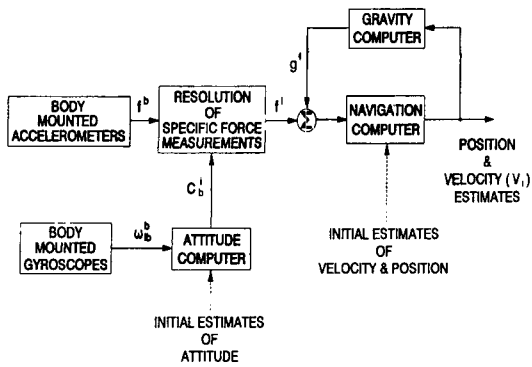 GRAVITY
COMPUTER
g^i
BODY
MOUNTED
ACCELEROMETERS
f^b
RESOLUTION
OF
SPECIFIC FORCE
MEASUREMENTS
f^i
Σ
NAVIGATION
COMPUTER
POSITION
&
VELOCITY (V_i)
ESTIMATES
C_b^i
BODY
MOUNTED
GYROSCOPES
ω_ib^b
ATTITUDE
COMPUTER
INITIAL ESTIMATES
OF
VELOCITY & POSITION
INITIAL ESTIMATES
OF
ATTITUDE